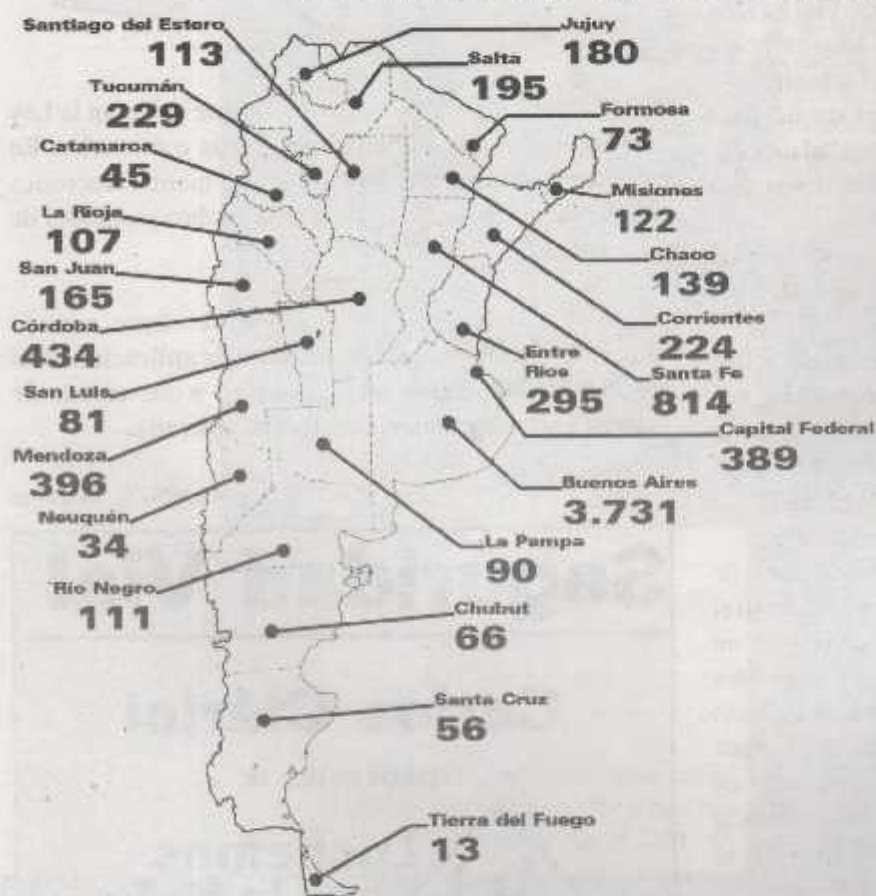 Santiago del Estero
113
Tucumán
229
Catamaroa
45
La Rioja
107
San Juan
165
Córdoba
434
San Luis
81
Mendoza
396
Neuquén
34
Río Negro
111
Jujuy
180
Salta
195
Formosa
73
Misiones
122
Chaco
139
Corrientes
224
Santa Fe
814
Entre
Ríos
295
Capital Federal
389
Buenos Aires
3.731
La Pampa
90
Chubut
66
Santa Cruz
56
Tierra del Fuego
13